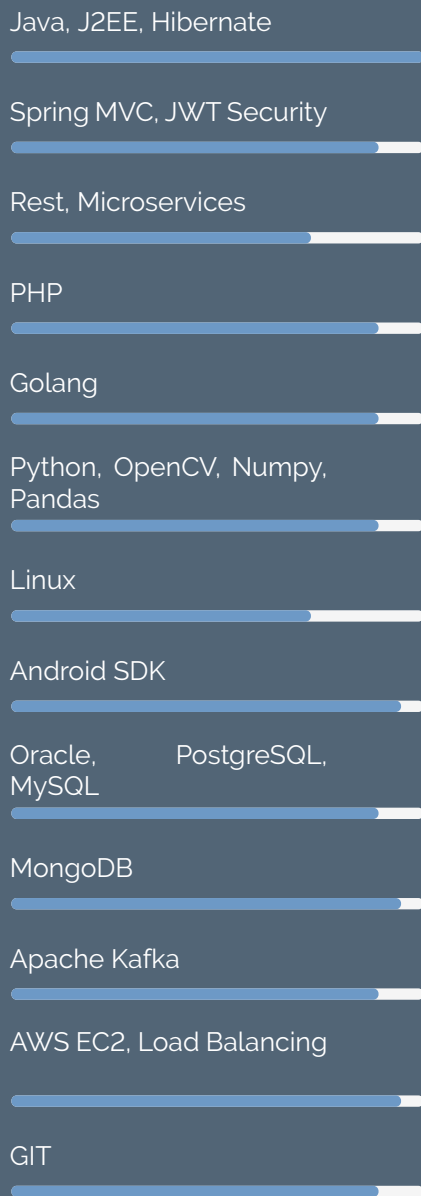 Java, J2EE, Hibernate
Spring MVC, JWT Security
Rest, Microservices
PHP
Golang
Python, OpenCV, Numpy,
Pandas
Linux
Android SDK
Oracle, PostgreSQL,
MySQL
MongoDB
Apache Kafka
AWS EC2, Load Balancing
GIT